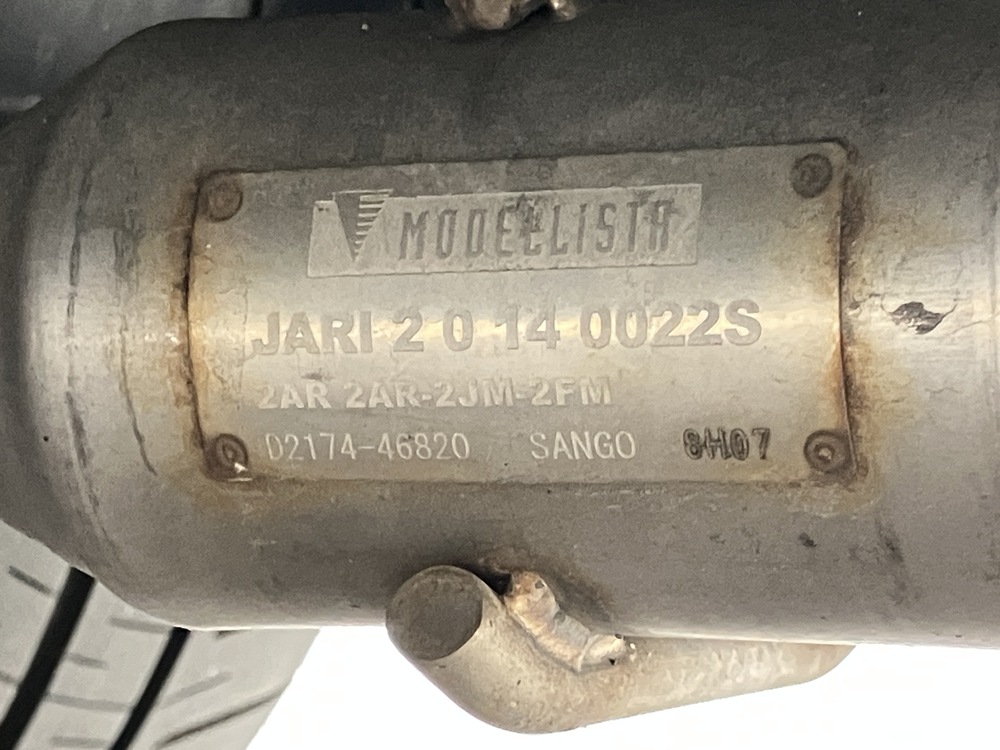 MODELLISTA
JARI 2 0 14 0022S
2AR 2AR-2JM-2FM
D2174-46820 SANGO 8H07